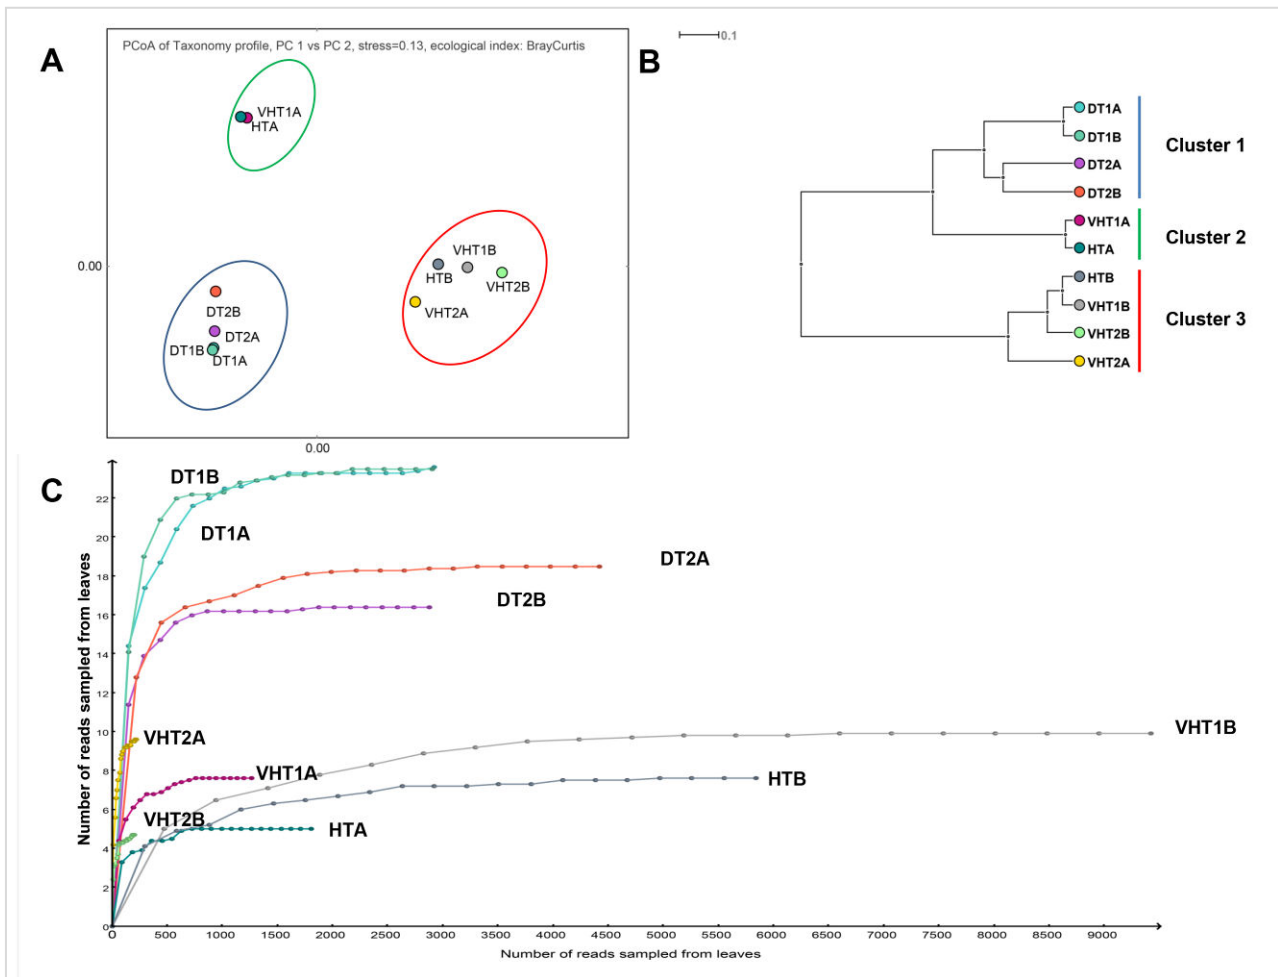 A
PCoA of Taxonomy profile, PC 1 vs PC 2, stress=0.13, ecological index: BrayCurtis
VHT1A
HTA
0.00
VHT1B
HTB
VHT2B
VHT2A
DT2B
DT2A
DT1B
DT1A
0.00
B
0.1
DT1A
DT1B
DT2A
DT2B
VHT1A
HTA
HTB
VHT1B
VHT2B
VHT2A
Cluster 1
Cluster 2
Cluster 3
C
Number of reads sampled from leaves
22
20
18
16
14
12
10
8
6
4
2
0
DT1B
DT1A
DT2A
DT2B
VHT2A
VHT1A
VHT2B
HTA
HTB
VHT1B
0 500 1000 1500 2000 2500 3000 3500 4000 4500 5000 5500 6000 6500 7000 7500 8000 8500 9000
Number of reads sampled from leaves